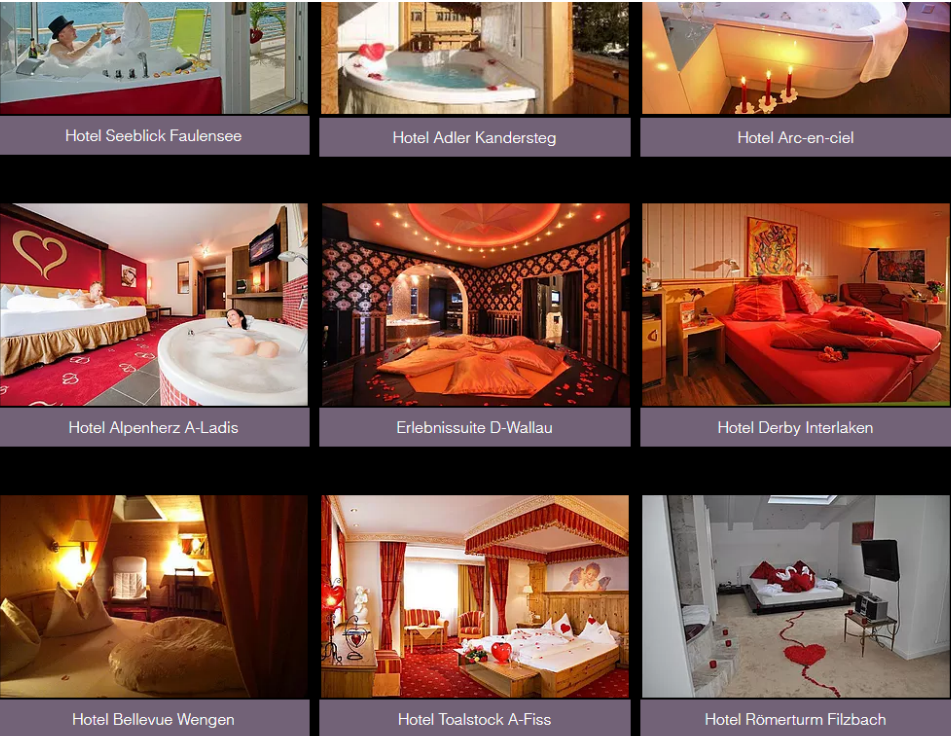 Hotel Seeblick Faulensee
Hotel Adler Kandersteg
Hotel Arc-en-ciel
Hotel Alpenherz A-Ladis
Erlebnissuite D-Wallau
Hotel Derby Interlaken
Hotel Bellevue Wengen
Hotel Toalstock A-Fiss
Hotel Römerturm Filzbach